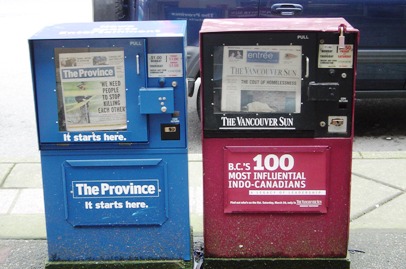 The Province
'WE NEED
PEOPLE
TO STOP
KILLING
EACH OTHER'
It starts here.
The Province
It starts here.
PULL
entrée
THE VANCOUVER SUN
THE COST OF HOMELESSNESS
THE VANCOUVER SUN
B.C.'S 100
MOST INFLUENTIAL
INDO-CANADIANS